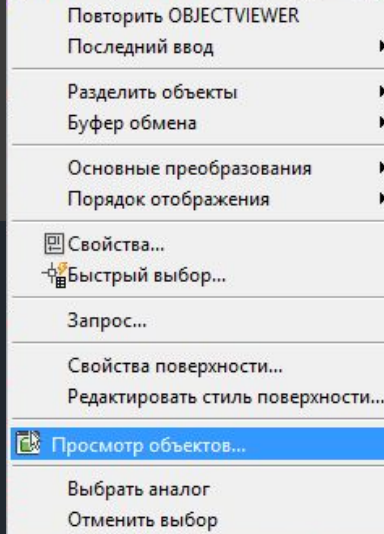 Повторить OBJECTVIEWER
Последний ввод
Разделить объекты
Буфер обмена
Основные преобразования
Порядок отображения
Свойства...
Быстрый выбор...
Запрос...
Свойства поверхности...
Редактировать стиль поверхности...
Просмотр объектов...
Выбрать аналог
Отменить выбор